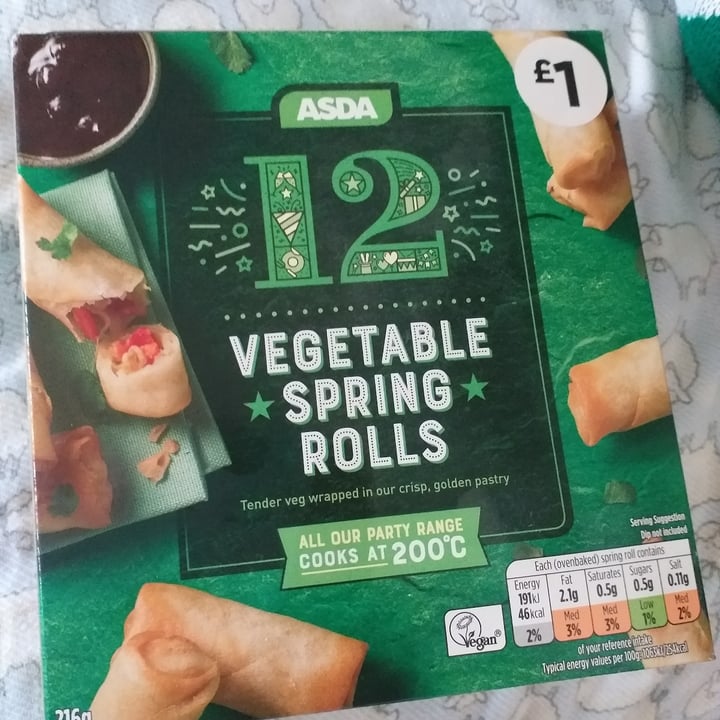 £1
ASDA
12
VEGETABLE
SPRING
ROLLS
Tender veg wrapped in our crisp, golden pastry
ALL OUR PARTY RANGE
COOKS AT 200°C
Serving Suggestion
Dip not included
Each (ovenbaked) spring roll contains
Energy Fat Saturates Sugars Salt
191kJ 2.1g 0.5g 0.5g 0.11g
46kcal Med Med Low Med
2% 3% 3% 1% 2%
of your reference intake
Typical energy values per 100g: 1063kJ/254kcal
Vegan®
216g